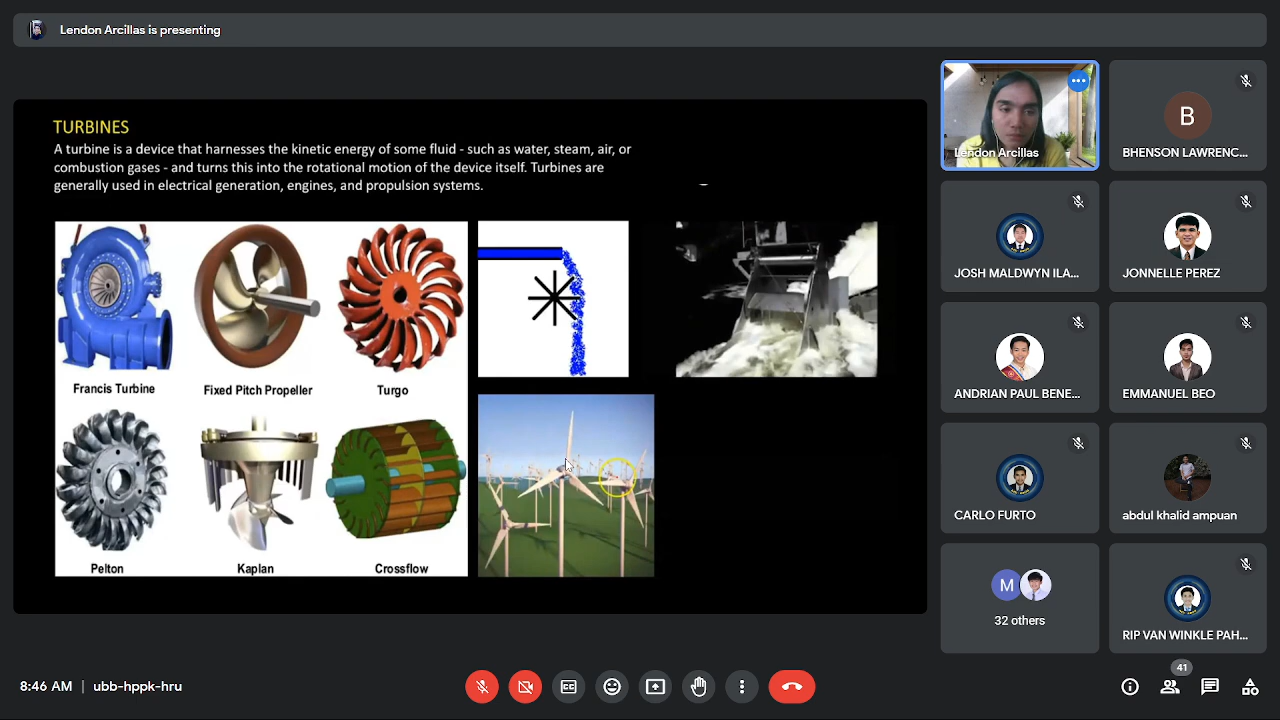 Lendon Arcillas is presenting
TURBINES
A turbine is a device that harnesses the kinetic energy of some fluid - such as water, steam, air, or
combustion gases - and turns this into the rotational motion of the device itself. Turbines are
generally used in electrical generation, engines, and propulsion systems.
Francis Turbine
Fixed Pitch Propeller
Turgo
Pelton
Kaplan
Crossflow
Lendon Arcillas
B
BHENSON LAWRENC...
JOSH MALDWYN ILA...
JONNELLE PEREZ
ANDRIAN PAUL BENE...
EMMANUEL BEO
CARLO FURTO
abdul khalid ampuan
M
32 others
RIP VAN WINKLE PAH...
8:46 AM | ubb-hppk-hru
41